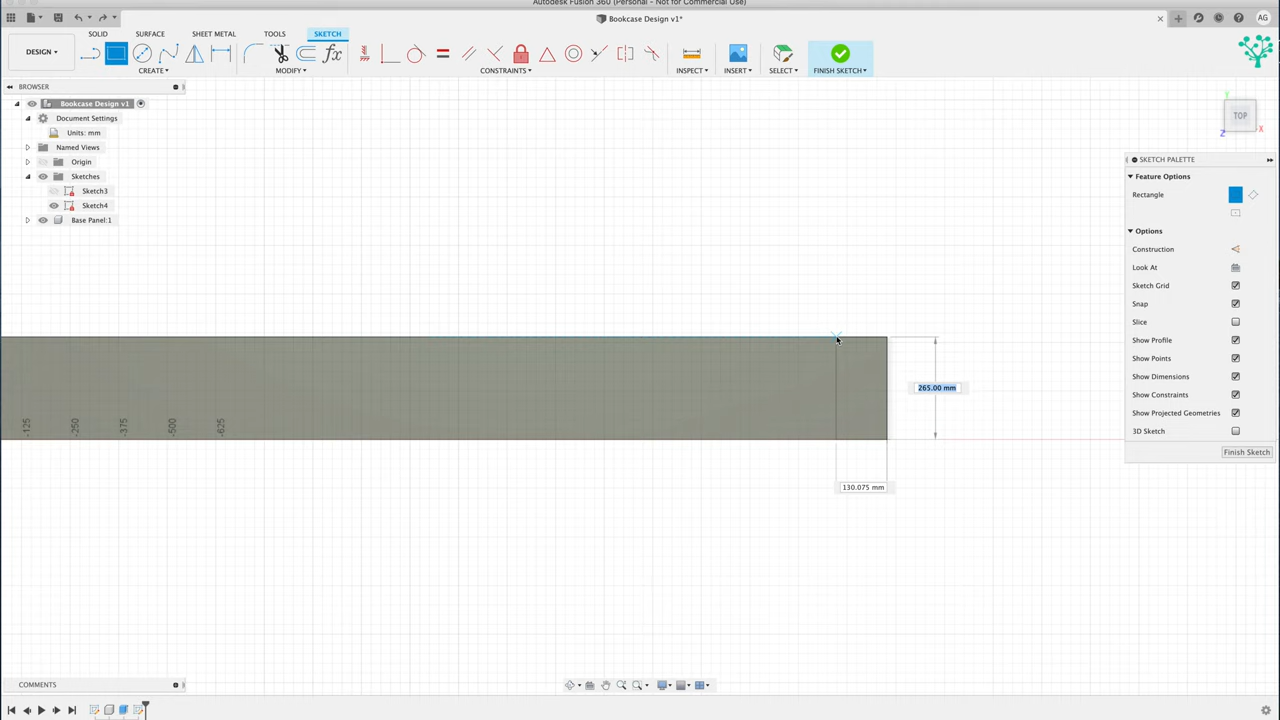 Autodesk Fusion 360 (Personal - Not for Commercial Use)
Bookcase Design v1*
AG
DESIGN
SOLID
SURFACE
SHEET METAL
TOOLS
SKETCH
fx
CREATE
MODIFY
CONSTRAINTS
INSPECT
INSERT
SELECT
FINISH SKETCH
BROWSER
Bookcase Design v1
Document Settings
Units: mm
Named Views
Origin
Sketches
Sketch3
Sketch4
Base Panel:1
Y
TOP
X
Z
SKETCH PALETTE
Feature Options
Rectangle
Options
Construction
Look At
Sketch Grid
Snap
Slice
Show Profile
Show Points
Show Dimensions
Show Constraints
Show Projected Geometries
3D Sketch
Finish Sketch
265.00 mm
-125
-250
-375
-500
-625
130.075 mm
COMMENTS